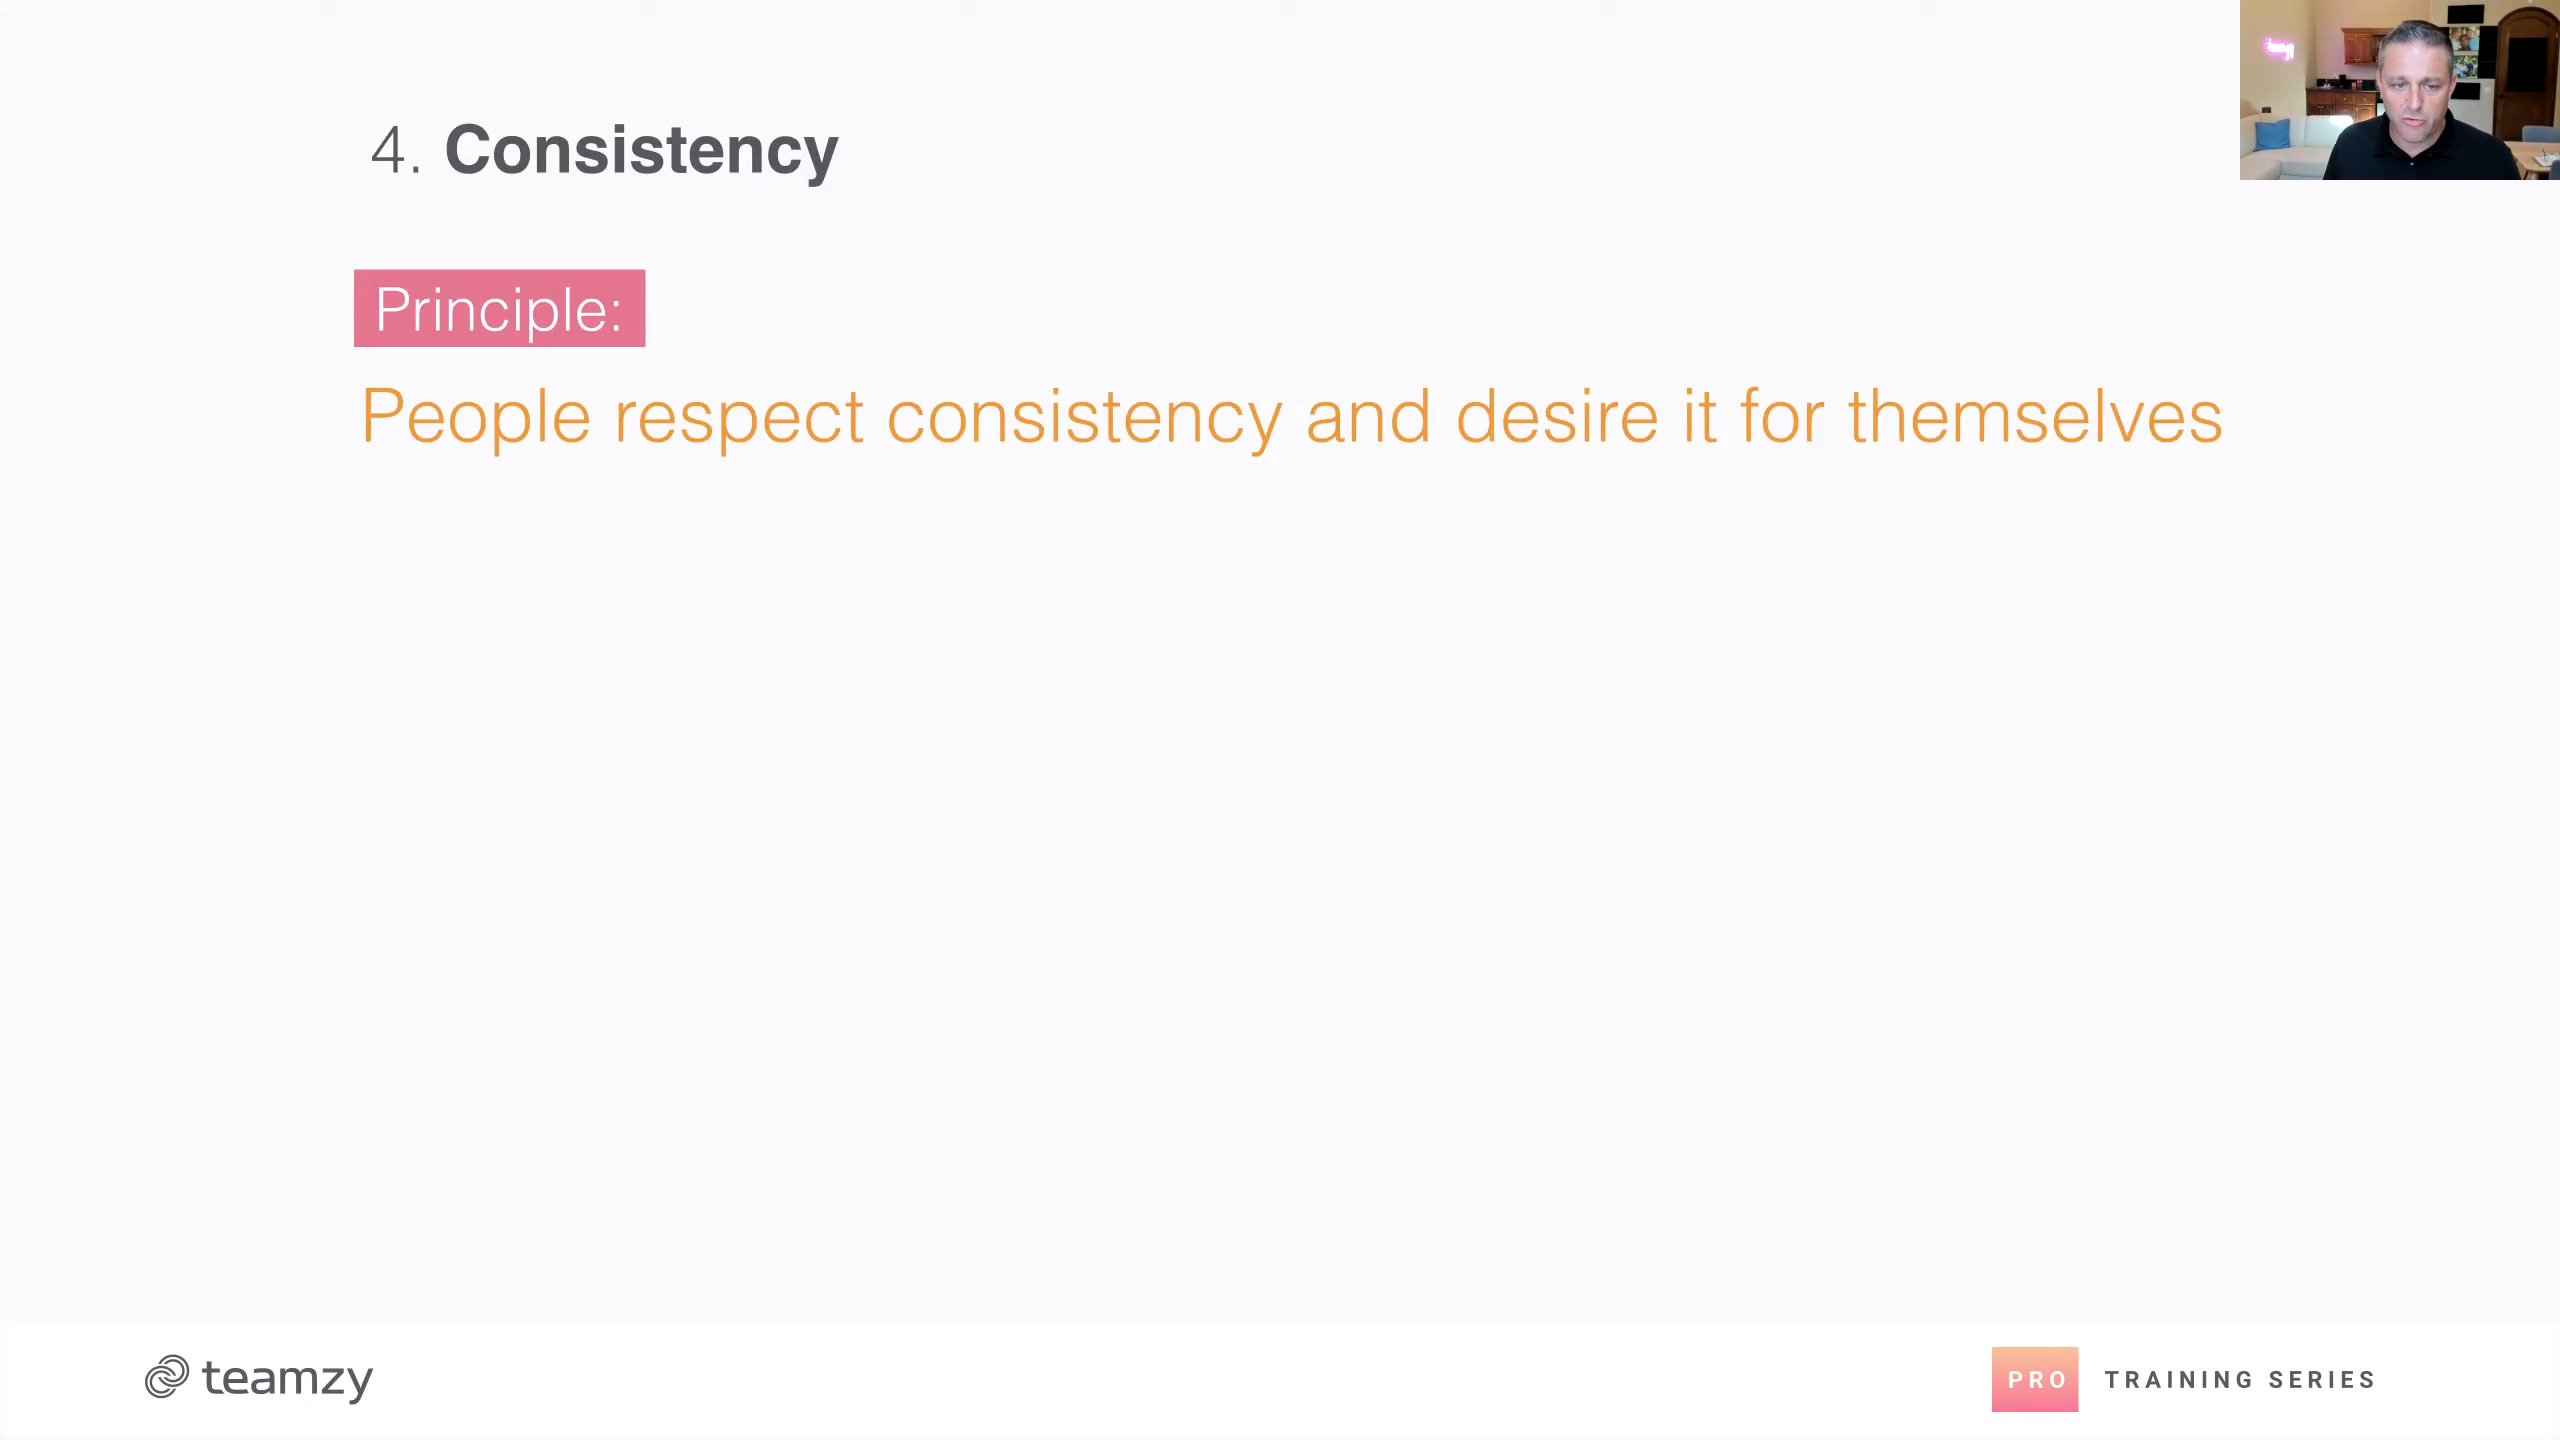 4. Consistency
Principle:
People respect consistency and desire it for themselves
teamzy
PRO TRAINING SERIES